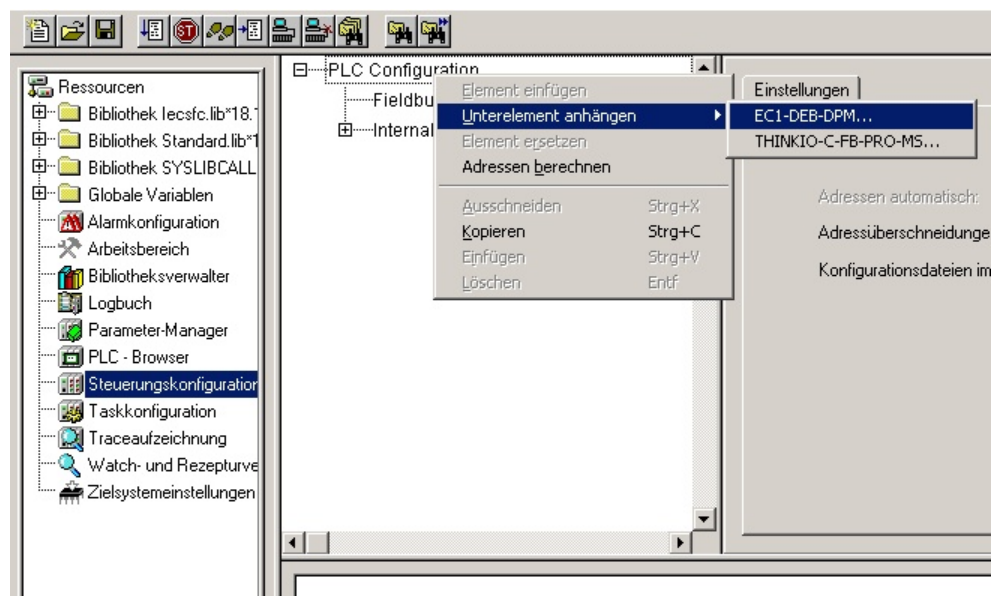 Ressourcen
Bibliothek Iecsfc.lib*18.
Bibliothek Standard.lib*1
Bibliothek SYSLIBCALL
Globale Variablen
Alarmkonfiguration
Arbeitsbereich
Bibliotheksverwalter
Logbuch
Parameter-Manager
PLC - Browser
Steuerungskonfiguration
Taskkonfiguration
Traceaufzeichnung
Watch- und Rezepturve
Zielsystemeinstellungen
PLC Configuration
Fieldbu
Internal
Element einfügen
Unterelement anhängen
Element ersetzen
Adressen berechnen
Ausschneiden Strg+X
Kopieren Strg+C
Einfügen Strg+V
Löschen Entf
Einstellungen
EC1-DEB-DPM...
THINKIO-C-FB-PRO-MS...
Adressen automatisch:
Adressüberschneidunge
Konfigurationsdateien im